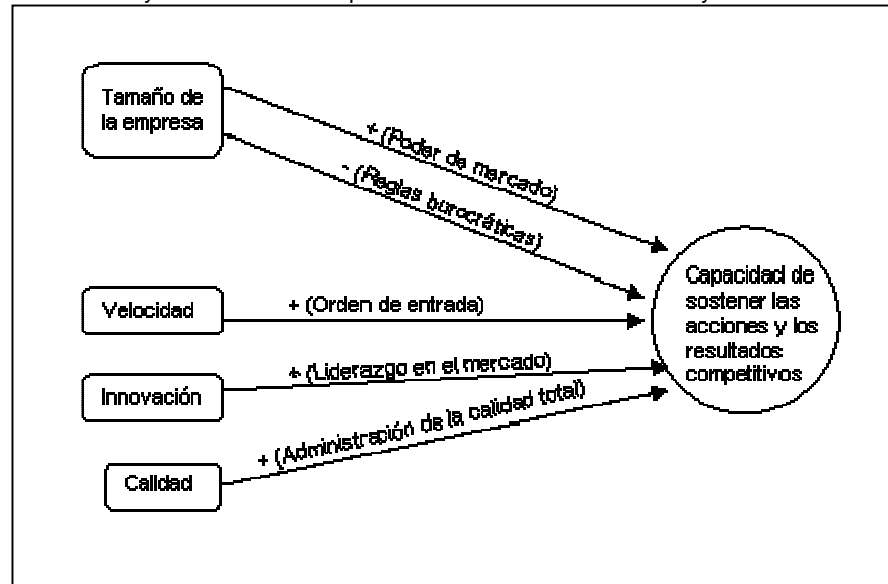 Tamaño de
la empresa
+ (Poder de mercado)
- (Reglas burocráticas)
Velocidad
+ (Orden de entrada)
Capacidad de
sostener las
acciones y los
resultados
competitivos
Innovación
+ (Liderazgo en el mercado)
Calidad
+ (Administración de la calidad total)